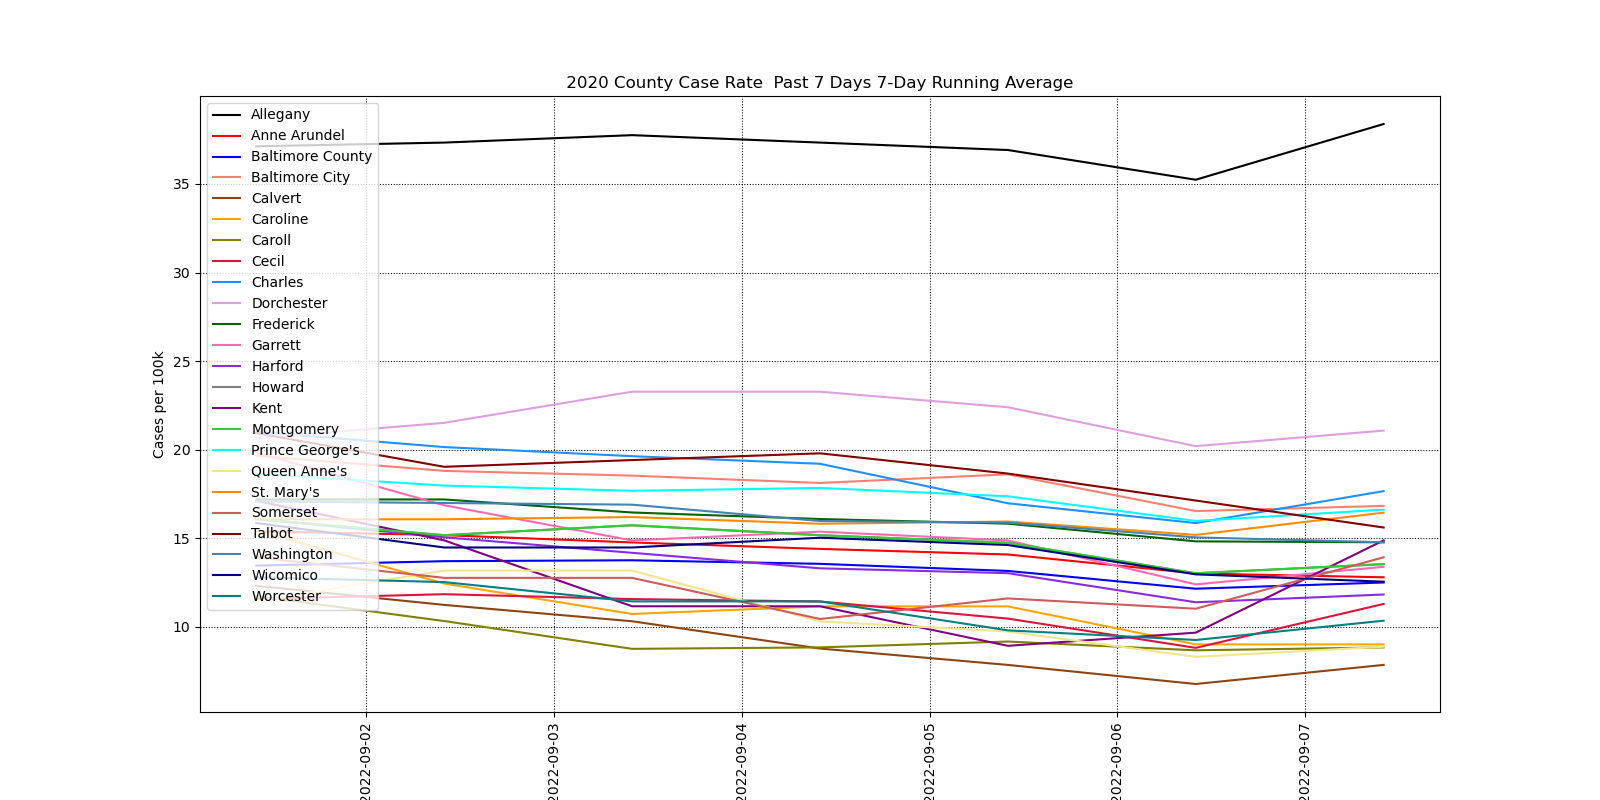 2020 County Case Rate  Past 7 Days 7-Day Running Average
Allegany
Anne Arundel
Baltimore County
Baltimore City
Calvert
Caroline
Caroll
Cecil
Charles
Dorchester
Frederick
Garrett
Harford
Howard
Kent
Montgomery
Prince George's
Queen Anne's
St. Mary's
Somerset
Talbot
Washington
Wicomico
Worcester
Cases per 100k
35
30
25
20
15
10
2022-09-02
2022-09-03
2022-09-04
2022-09-05
2022-09-06
2022-09-07